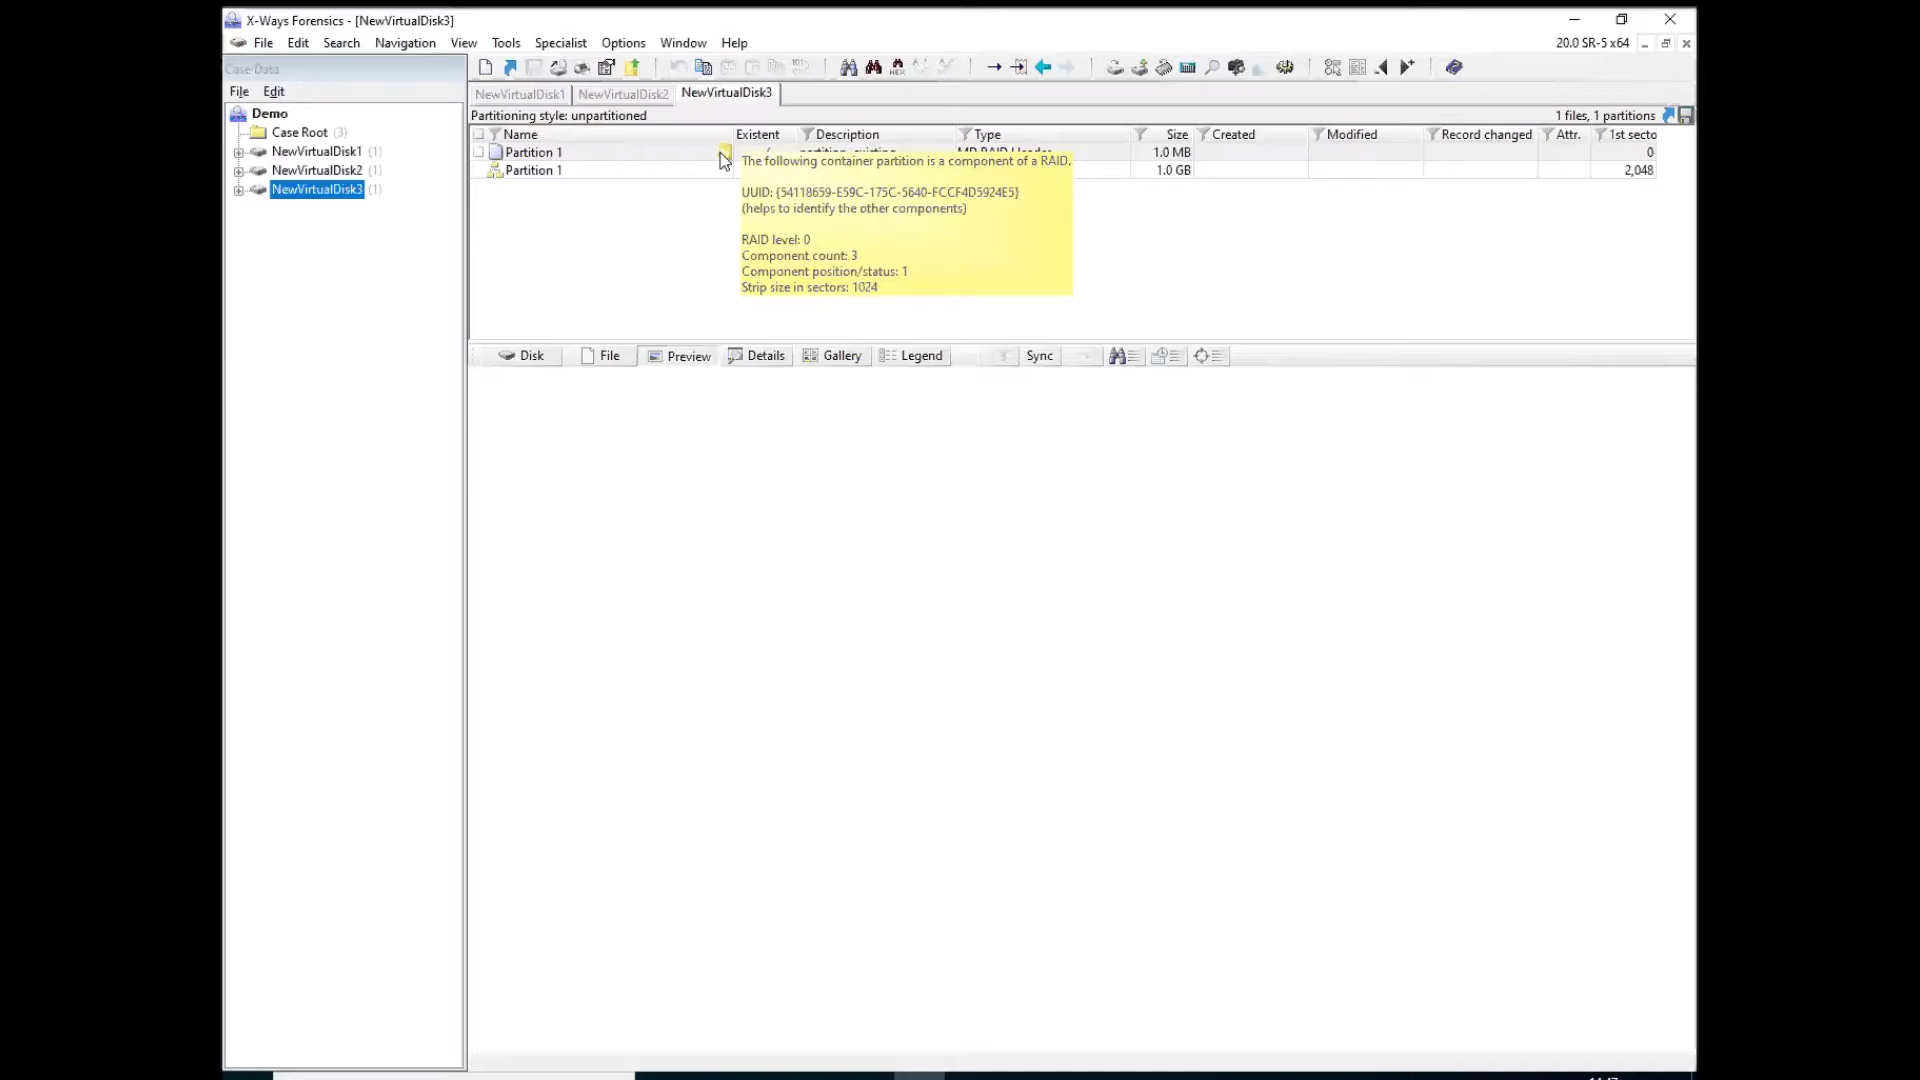 X-Ways Forensics - [NewVirtualDisk3]
File Edit Search Navigation View Tools Specialist Options Window Help 20.0 SR-5 x64
Case Data
File Edit
Demo
Case Root (3)
NewVirtualDisk1 (1)
NewVirtualDisk2 (1)
NewVirtualDisk3 (1)
NewVirtualDisk1 NewVirtualDisk2 NewVirtualDisk3
Partitioning style: unpartitioned 1 files, 1 partitions
Name Existent Description Type Size Created Modified Record changed Attr. 1st secto
Partition 1 partition, existing MD RAID Header 1.0 MB 0
Partition 1 1.0 GB 2,048
The following container partition is a component of a RAID.
UUID: {54118659-E59C-175C-5640-FCCF4D5924E5}
(helps to identify the other components)
RAID level: 0
Component count: 3
Component position/status: 1
Strip size in sectors: 1024
Disk File Preview Details Gallery Legend Sync